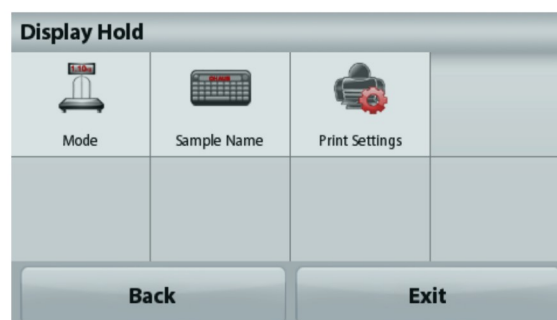 Display Hold
Mode
Sample Name
Print Settings
Back
Exit